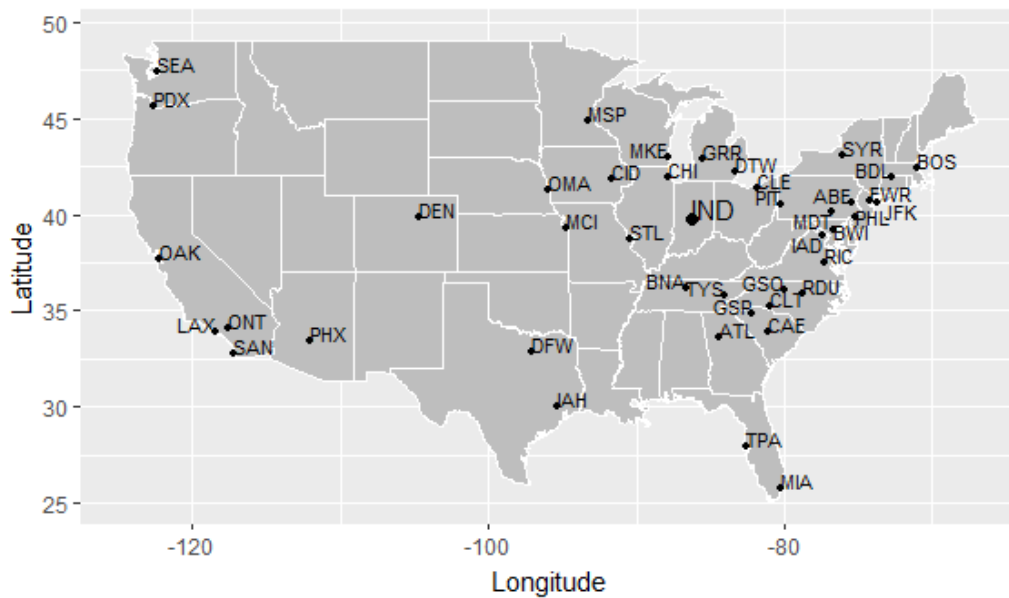 50
45
40
35
30
25
Latitude
SEA
PDX
MSP
MKE
GRR
SYR
BOS
CID
CHI
DTW
BDL
OMA
CLE
DEN
PIT
ABE
EWR
IND
MCI
MDT
PHL
JFK
STL
IAD
BWI
OAK
RIC
BNA
TYS
GSO
RDU
GSP
CLT
LAX
ONT
PHX
SAN
DFW
ATL
CAE
IAH
TPA
MIA
-120
-100
-80
Longitude